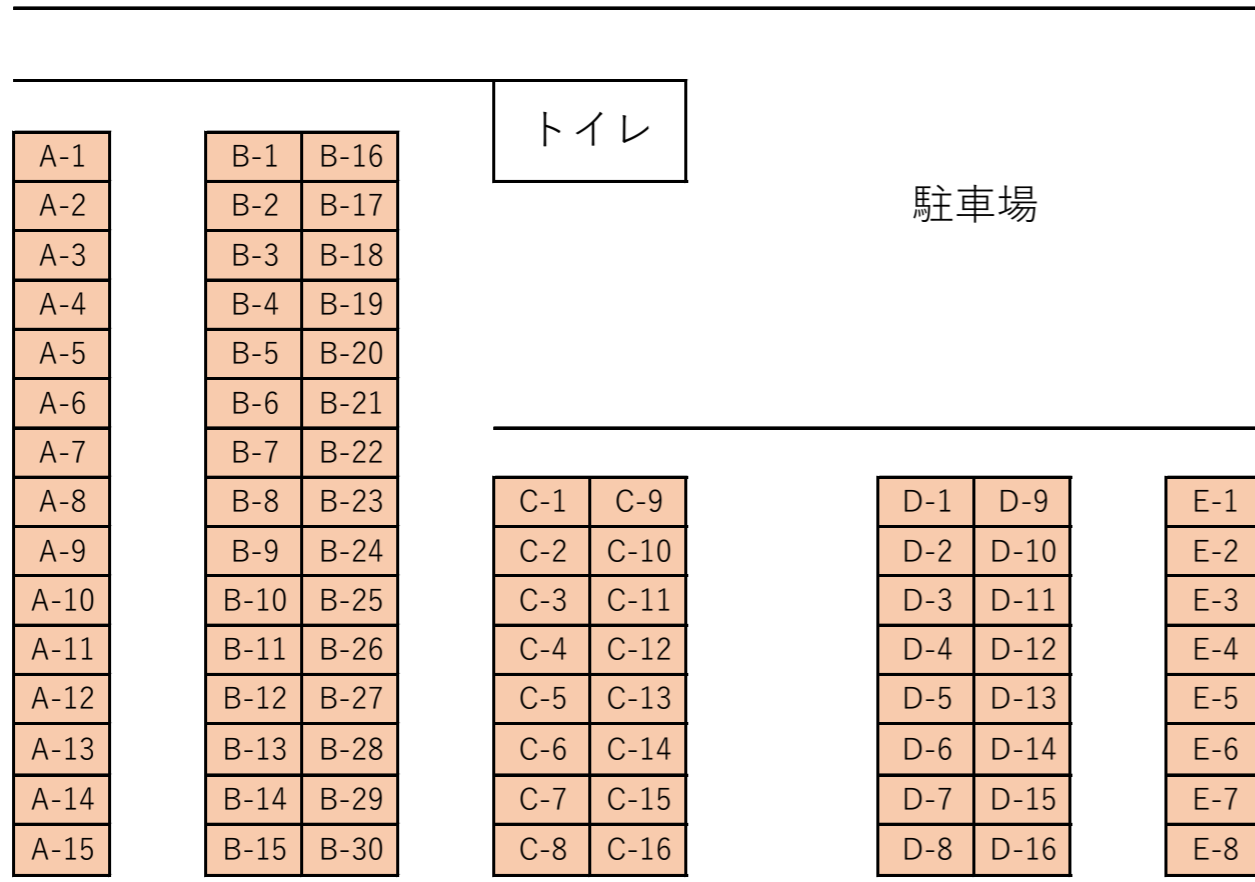 トイレ
駐車場
A-1 B-1 B-16
A-2 B-2 B-17
A-3 B-3 B-18
A-4 B-4 B-19
A-5 B-5 B-20
A-6 B-6 B-21
A-7 B-7 B-22
A-8 B-8 B-23 C-1 C-9 D-1 D-9 E-1
A-9 B-9 B-24 C-2 C-10 D-2 D-10 E-2
A-10 B-10 B-25 C-3 C-11 D-3 D-11 E-3
A-11 B-11 B-26 C-4 C-12 D-4 D-12 E-4
A-12 B-12 B-27 C-5 C-13 D-5 D-13 E-5
A-13 B-13 B-28 C-6 C-14 D-6 D-14 E-6
A-14 B-14 B-29 C-7 C-15 D-7 D-15 E-7
A-15 B-15 B-30 C-8 C-16 D-8 D-16 E-8